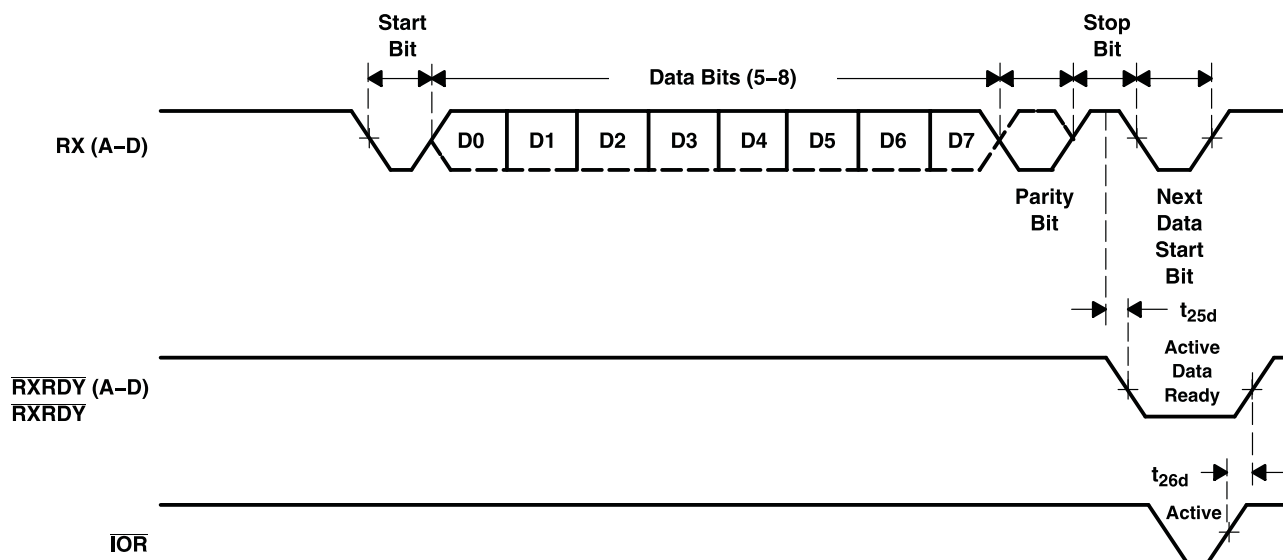 Start
Bit
Data Bits (5–8)
Stop
Bit
RX (A–D)
D0
D1
D2
D3
D4
D5
D6
D7
Parity
Bit
Next
Data
Start
Bit
t25d
RXRDY (A–D)
RXRDY
Active
Data
Ready
t26d
IOR
Active